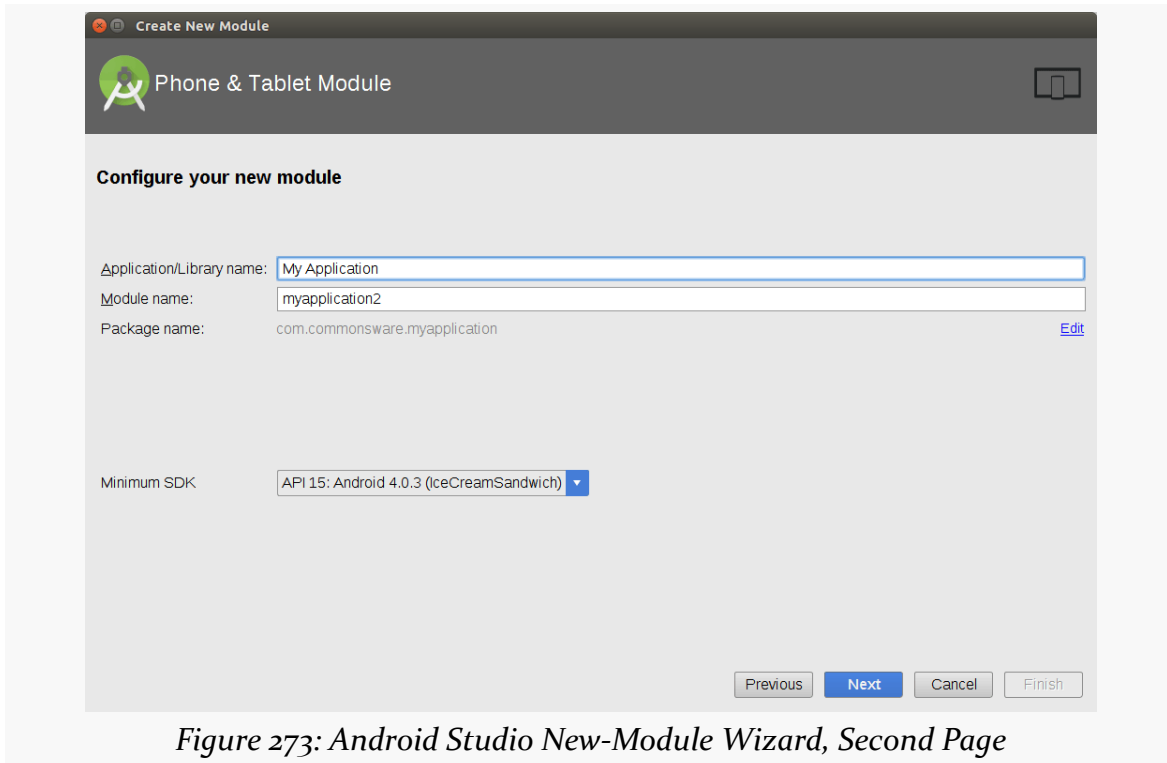 Create New Module
Phone & Tablet Module
Configure your new module
Application/Library name: My Application
Module name: myapplication2
Package name: com.commonsware.myapplication Edit
Minimum SDK API 15: Android 4.0.3 (IceCreamSandwich)
Previous Next Cancel Finish
Figure 273: Android Studio New-Module Wizard, Second Page